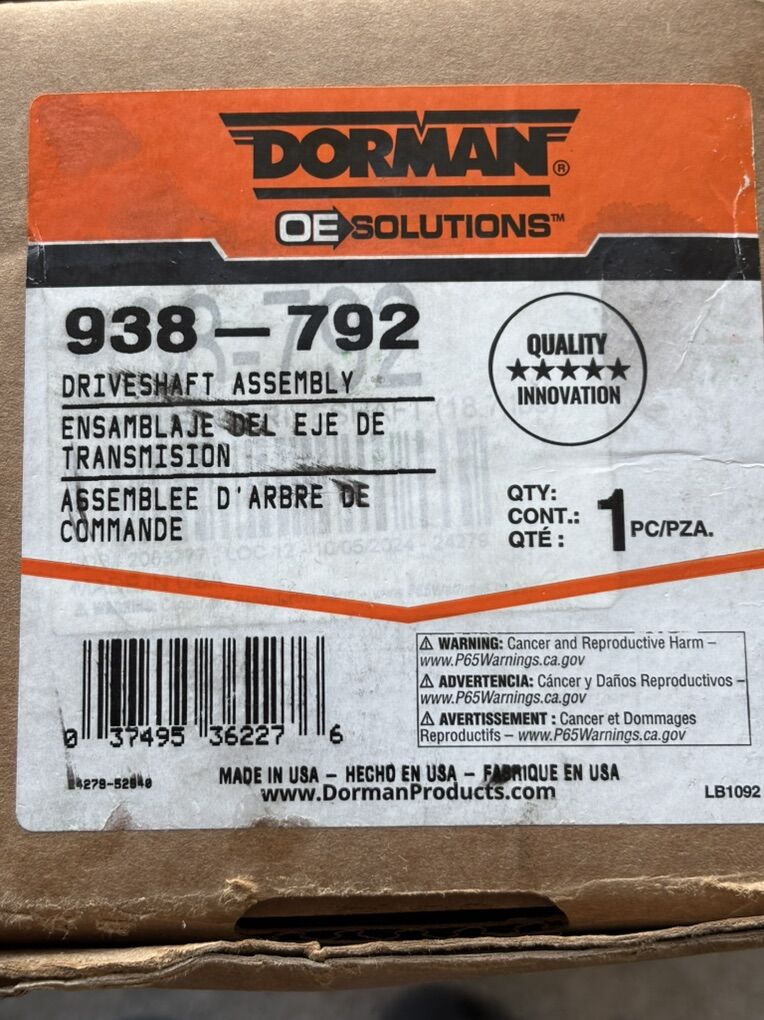 DORMAN®
OE SOLUTIONS™
938-792
DRIVESHAFT ASSEMBLY
ENSAMBLAJE DEL EJE DE
TRANSMISION
ASSEMBLEE D'ARBRE DE
COMMANDE
QUALITY
★★★★★
INNOVATION
QTY:
CONT.:
QTÉ :
1 PC/PZA.
⚠ WARNING: Cancer and Reproductive Harm –
www.P65Warnings.ca.gov
⚠ ADVERTENCIA: Cáncer y Daños Reproductivos –
www.P65Warnings.ca.gov
⚠ AVERTISSEMENT : Cancer et Dommages
Reproductifs – www.P65Warnings.ca.gov
0 37495 36227 6
MADE IN USA – HECHO EN USA – FABRIQUE EN USA
www.DormanProducts.com
LB1092